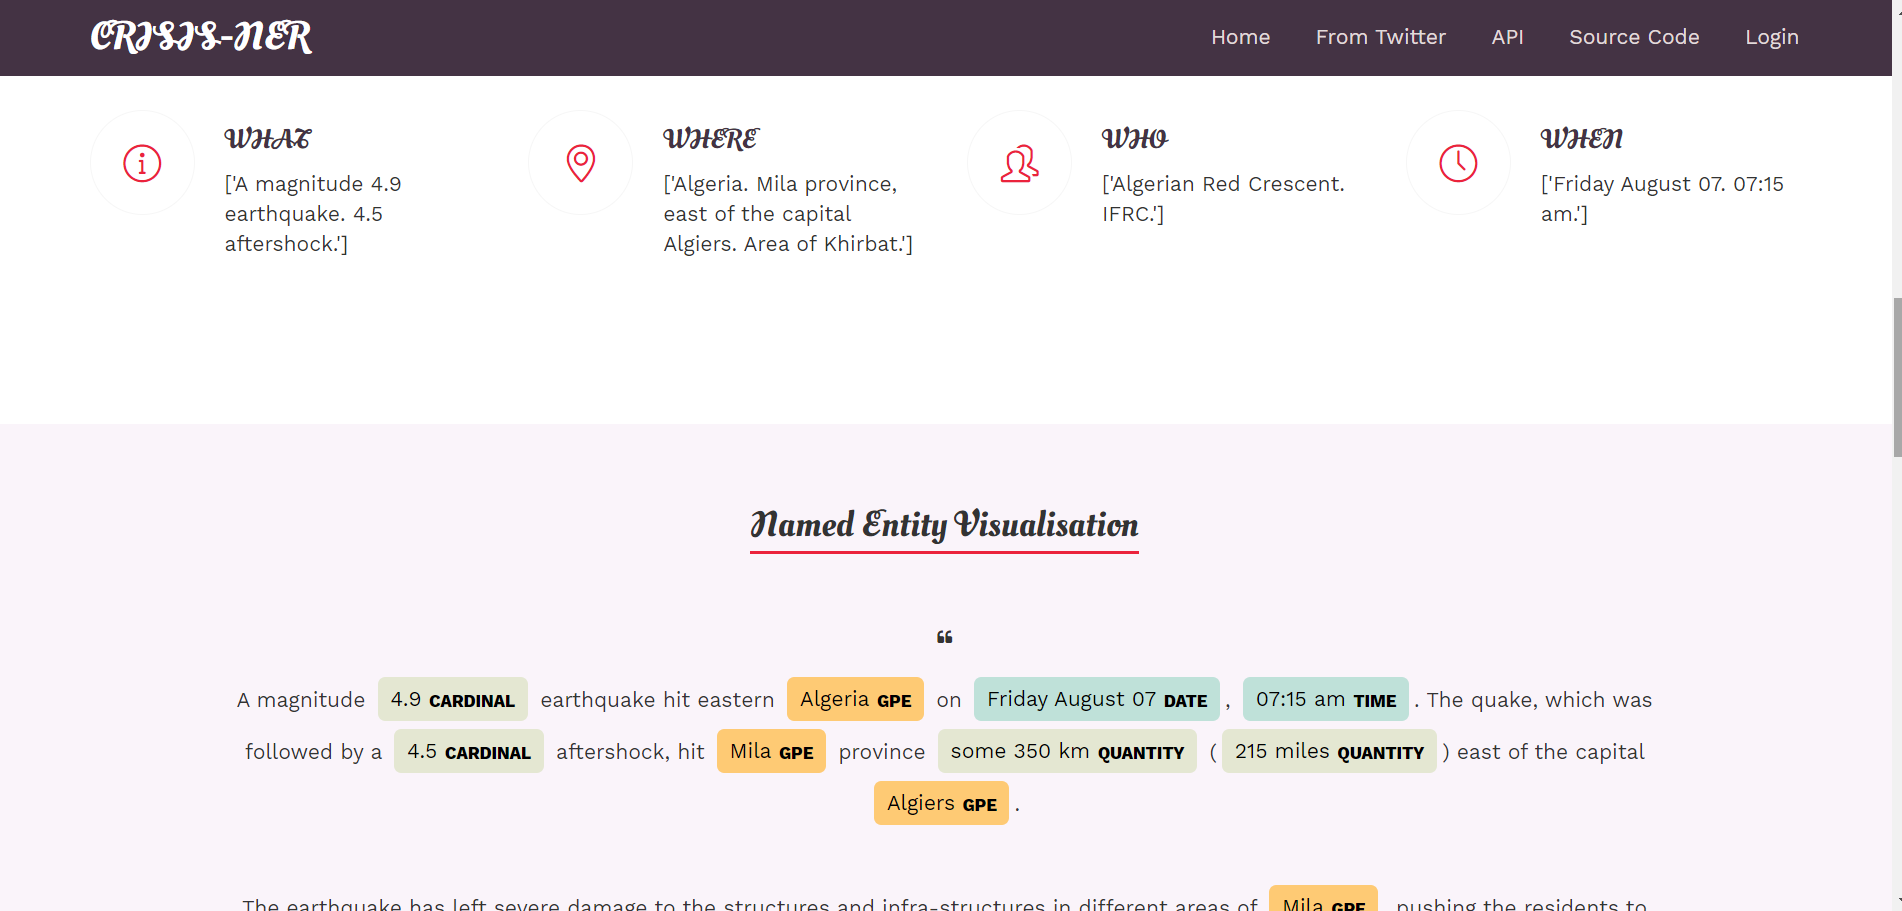 CRISIS-NER
Home From Twitter API Source Code Login
WHAT
['A magnitude 4.9
earthquake. 4.5
aftershock.']
WHERE
['Algeria. Mila province,
east of the capital
Algiers. Area of Khirbat.']
WHO
['Algerian Red Crescent.
IFRC.']
WHEN
['Friday August 07. 07:15
am.']
Named Entity Visualisation
“
A magnitude 4.9 CARDINAL earthquake hit eastern Algeria GPE on Friday August 07 DATE , 07:15 am TIME . The quake, which was
followed by a 4.5 CARDINAL aftershock, hit Mila GPE province some 350 km QUANTITY ( 215 miles QUANTITY ) east of the capital
Algiers GPE .
The earthquake has left severe damage to the structures and infra-structures in different areas of Mila GPE pushing the residents to